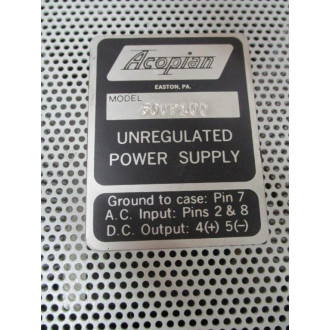 Acopian
EASTON, PA.
MODEL
UNREGULATED
POWER SUPPLY
Ground to case: Pin 7
A.C. Input: Pins 2 & 8
D.C. Output: 4(+) 5(−)